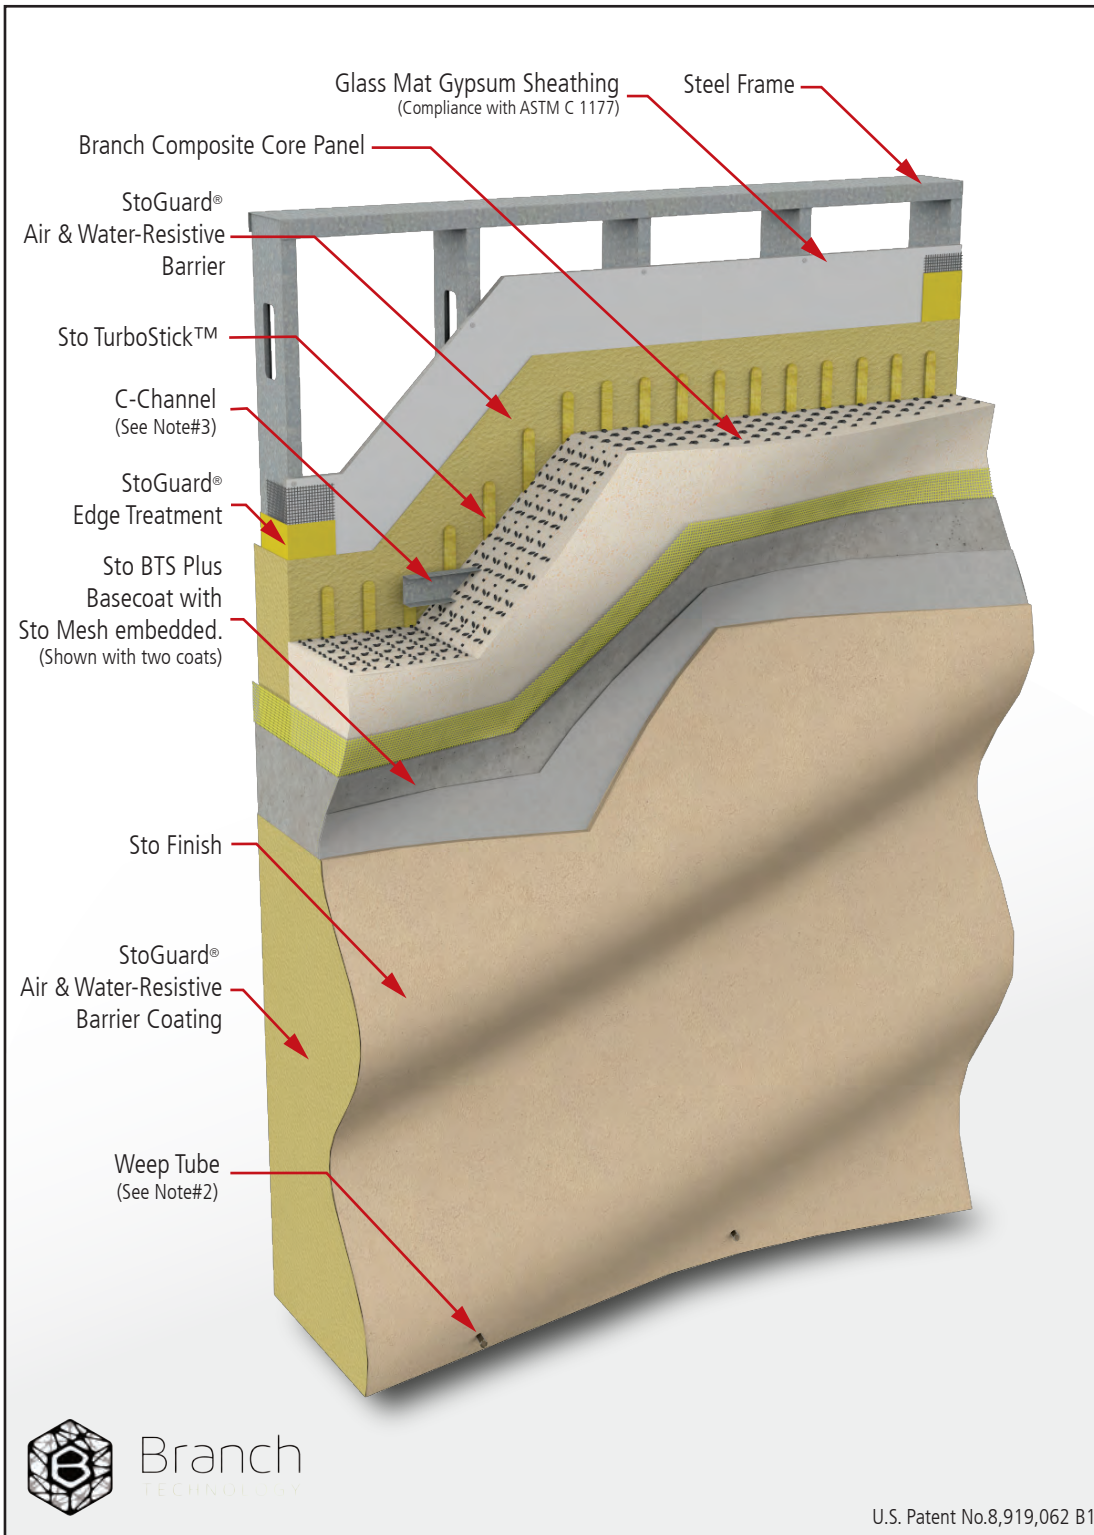 Glass Mat Gypsum Sheathing
(Compliance with ASTM C 1177)
Steel Frame
Branch Composite Core Panel
StoGuard®
Air & Water-Resistive
Barrier
Sto TurboStick™
C-Channel
(See Note#3)
StoGuard®
Edge Treatment
Sto BTS Plus
Basecoat with
Sto Mesh embedded.
(Shown with two coats)
Sto Finish
StoGuard®
Air & Water-Resistive
Barrier Coating
Weep Tube
(See Note#2)
B
Branch
TECHNOLOGY
U.S. Patent No.8,919,062 B1